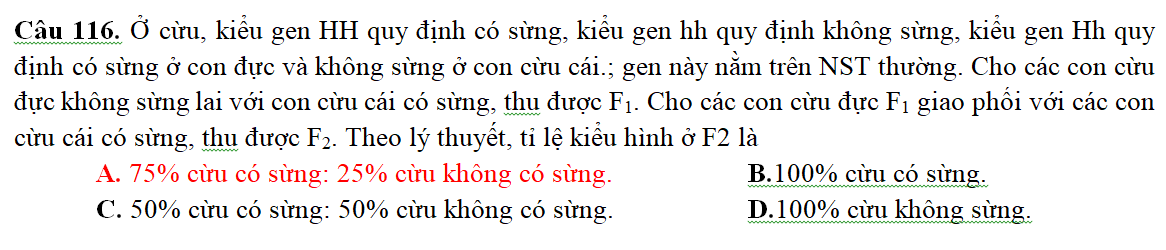 Câu 116. Ở cừu, kiểu gen HH quy định có sừng, kiểu gen hh quy định không sừng, kiểu gen Hh quy
định có sừng ở con đực và không sừng ở con cừu cái.; gen này nằm trên NST thường. Cho các con cừu
đực không sừng lai với con cừu cái có sừng, thu được F₁. Cho các con cừu đực F₁ giao phối với các con
cừu cái có sừng, thu được F₂. Theo lý thuyết, tỉ lệ kiểu hình ở F2 là
A. 75% cừu có sừng: 25% cừu không có sừng. B.100% cừu có sừng.
C. 50% cừu có sừng: 50% cừu không có sừng. D.100% cừu không sừng.